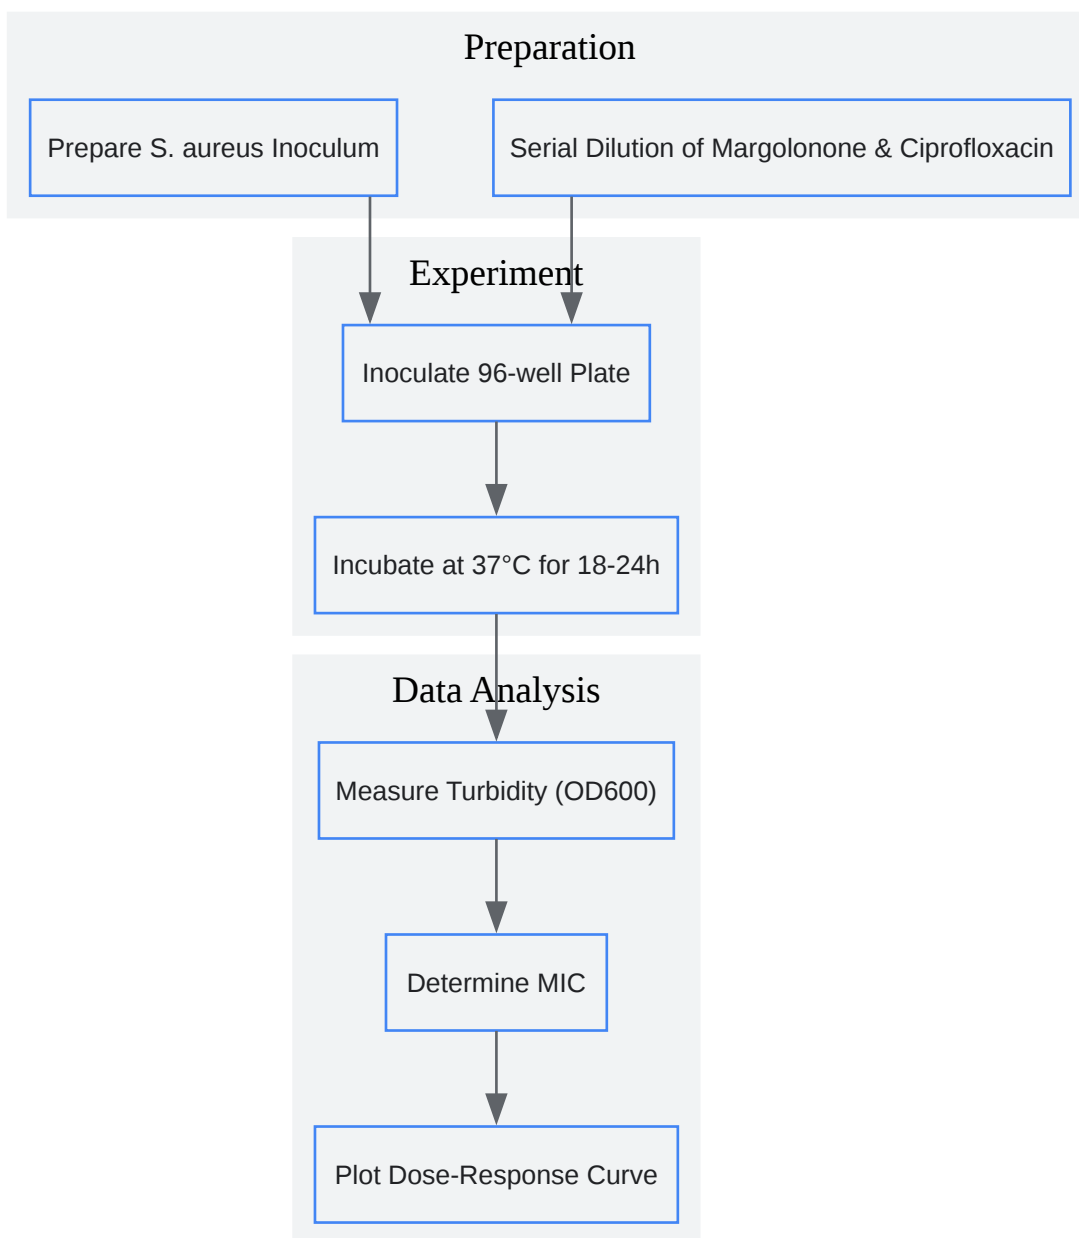 Preparation
Prepare S. aureus Inoculum
Serial Dilution of Margolonone & Ciprofloxacin
Experiment
Inoculate 96-well Plate
Incubate at 37°C for 18-24h
Data Analysis
Measure Turbidity (OD600)
Determine MIC
Plot Dose-Response Curve